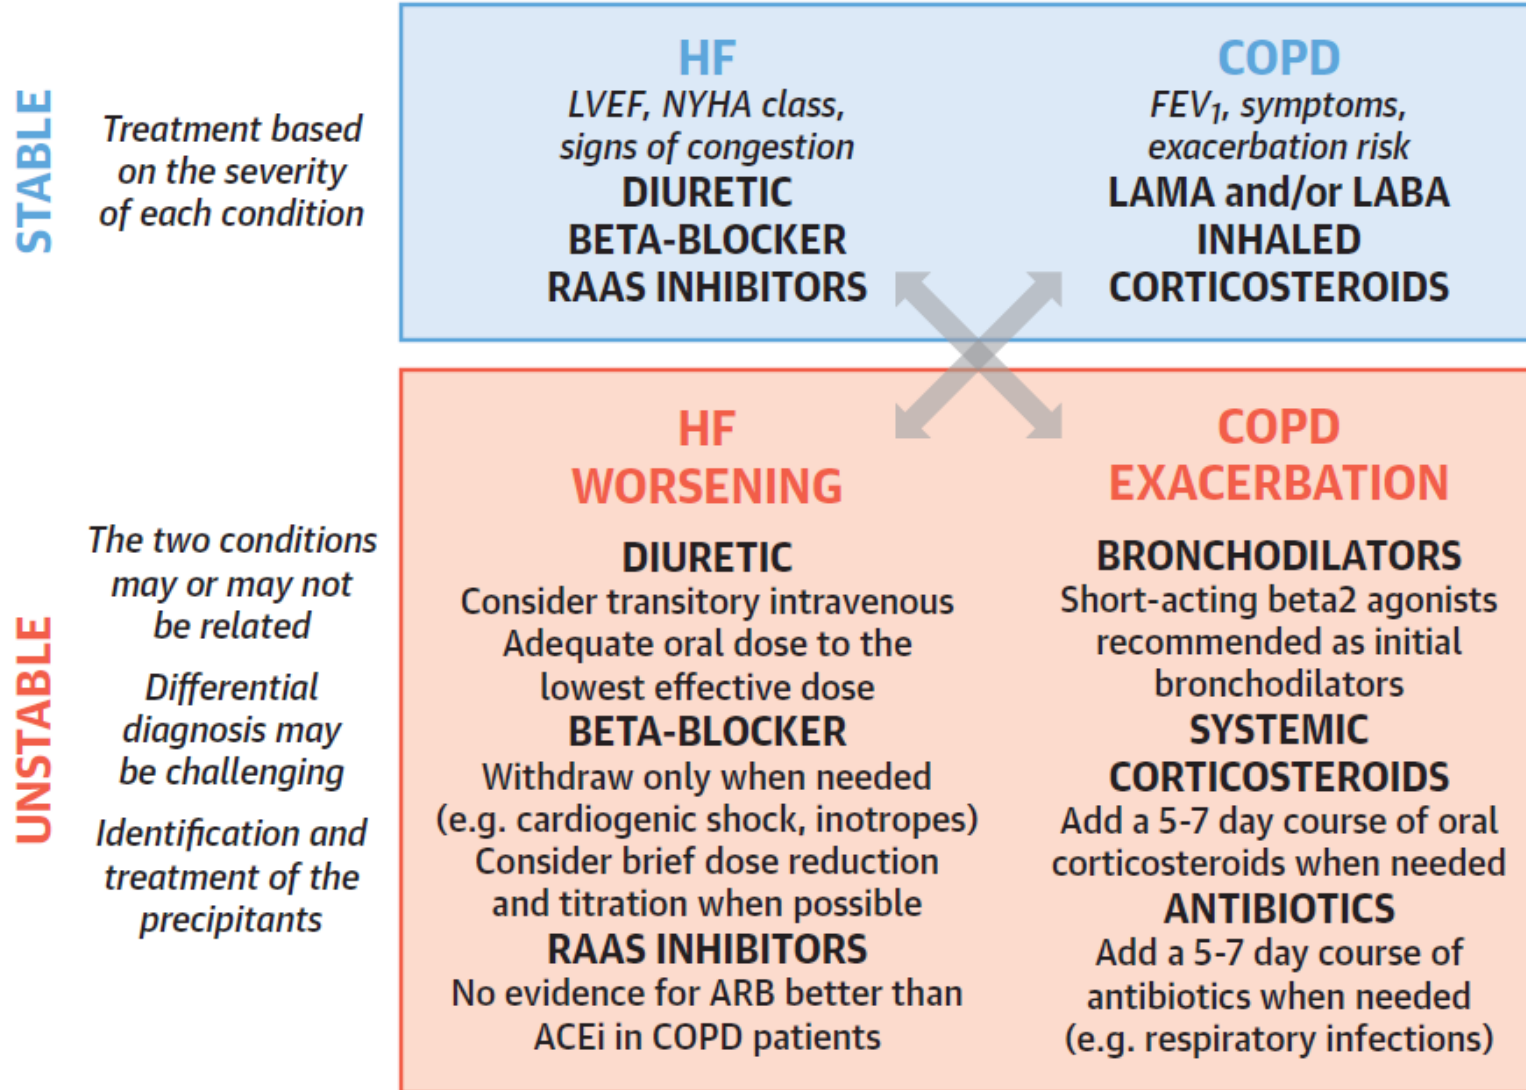 STABLE
Treatment based
on the severity
of each condition
HF
LVEF, NYHA class,
signs of congestion
DIURETIC
BETA-BLOCKER
RAAS INHIBITORS
COPD
FEV₁, symptoms,
exacerbation risk
LAMA and/or LABA
INHALED
CORTICOSTEROIDS
UNSTABLE
The two conditions
may or may not
be related
Differential
diagnosis may
be challenging
Identification and
treatment of the
precipitants
HF
WORSENING
DIURETIC
Consider transitory intravenous
Adequate oral dose to the
lowest effective dose
BETA-BLOCKER
Withdraw only when needed
(e.g. cardiogenic shock, inotropes)
Consider brief dose reduction
and titration when possible
RAAS INHIBITORS
No evidence for ARB better than
ACEi in COPD patients
COPD
EXACERBATION
BRONCHODILATORS
Short-acting beta2 agonists
recommended as initial
bronchodilators
SYSTEMIC
CORTICOSTEROIDS
Add a 5-7 day course of oral
corticosteroids when needed
ANTIBIOTICS
Add a 5-7 day course of
antibiotics when needed
(e.g. respiratory infections)